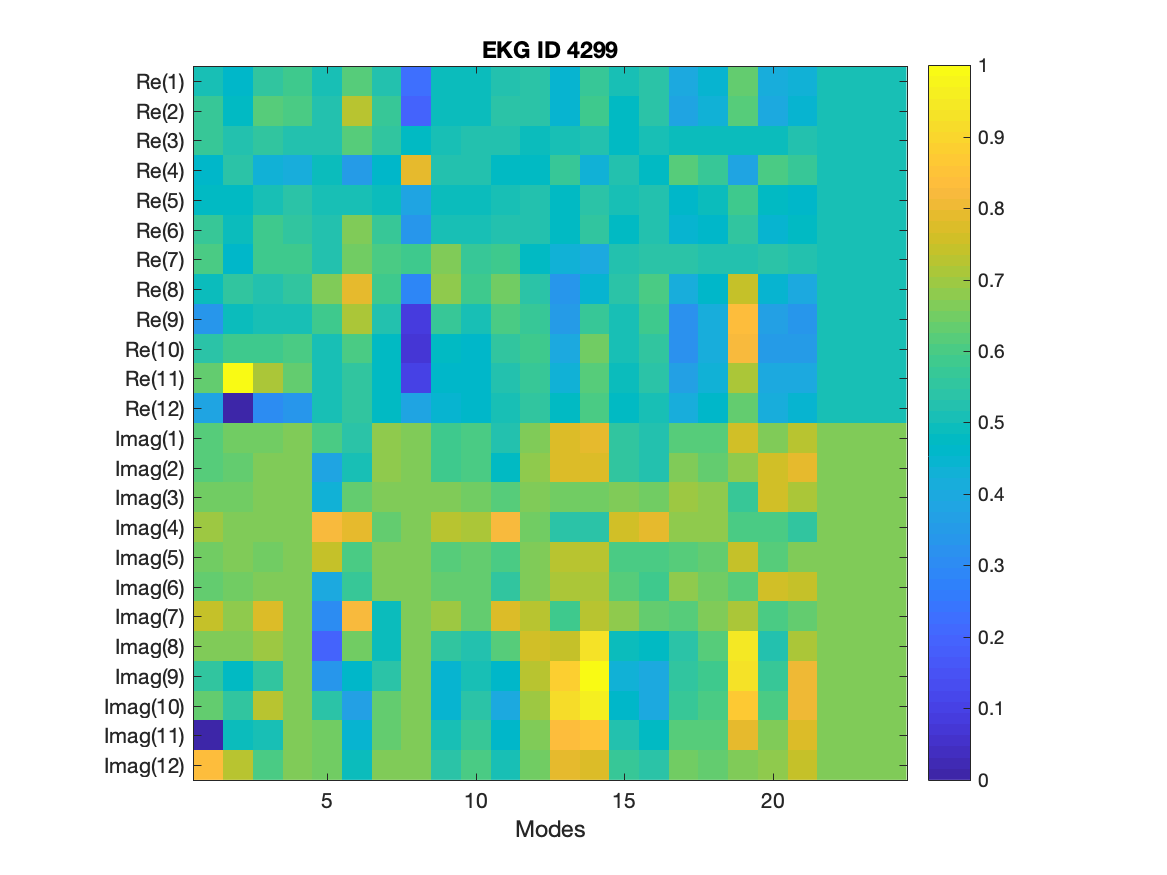 EKG ID 4299
Re(1)
Re(2)
Re(3)
Re(4)
Re(5)
Re(6)
Re(7)
Re(8)
Re(9)
Re(10)
Re(11)
Re(12)
Imag(1)
Imag(2)
Imag(3)
Imag(4)
Imag(5)
Imag(6)
Imag(7)
Imag(8)
Imag(9)
Imag(10)
Imag(11)
Imag(12)
5 10 15 20
Modes
1
0.9
0.8
0.7
0.6
0.5
0.4
0.3
0.2
0.1
0